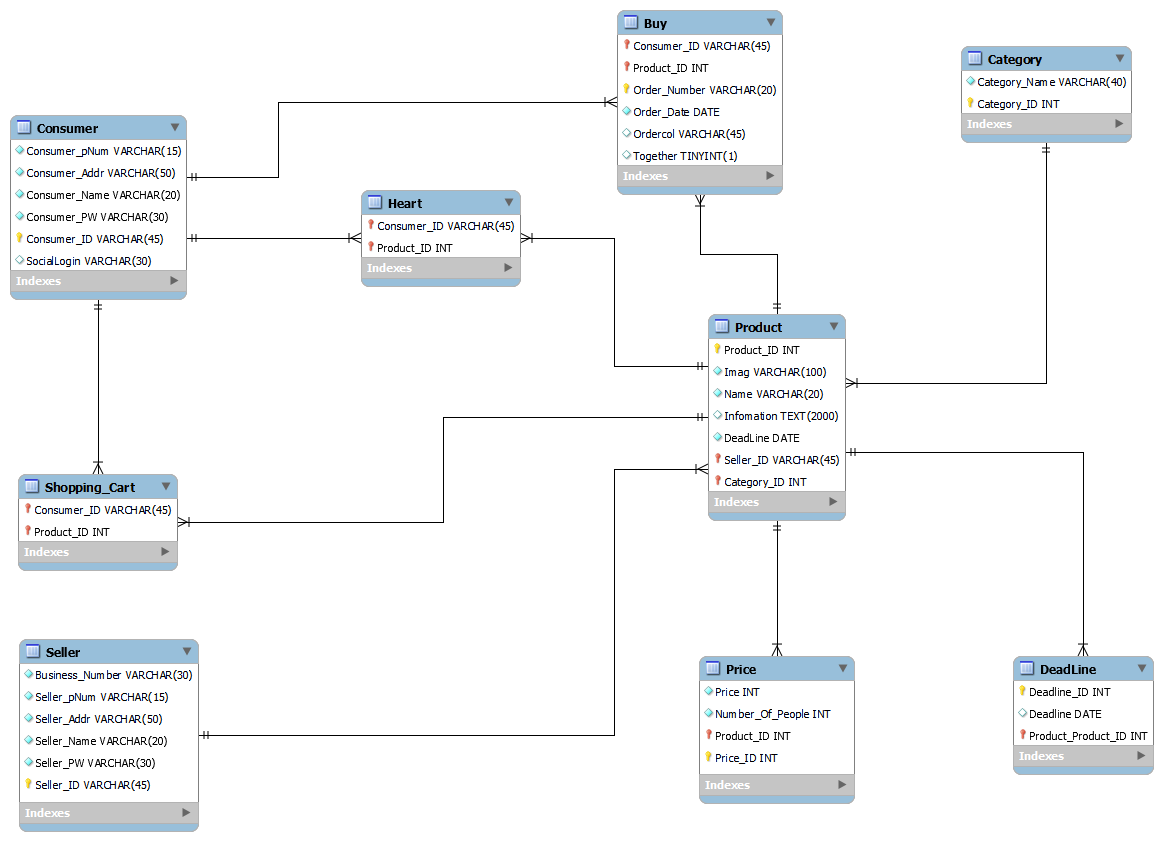 Buy
Consumer_ID VARCHAR(45)
Product_ID INT
Order_Number VARCHAR(20)
Order_Date DATE
Ordercol VARCHAR(45)
Together TINYINT(1)
Indexes
Category
Category_Name VARCHAR(40)
Category_ID INT
Indexes
Consumer
Consumer_pNum VARCHAR(15)
Consumer_Addr VARCHAR(50)
Consumer_Name VARCHAR(20)
Consumer_PW VARCHAR(30)
Consumer_ID VARCHAR(45)
SocialLogin VARCHAR(30)
Indexes
Heart
Consumer_ID VARCHAR(45)
Product_ID INT
Indexes
Product
Product_ID INT
Imag VARCHAR(100)
Name VARCHAR(20)
Infomation TEXT(2000)
DeadLine DATE
Seller_ID VARCHAR(45)
Category_ID INT
Indexes
Shopping_Cart
Consumer_ID VARCHAR(45)
Product_ID INT
Indexes
Seller
Business_Number VARCHAR(30)
Seller_pNum VARCHAR(15)
Seller_Addr VARCHAR(50)
Seller_Name VARCHAR(20)
Seller_PW VARCHAR(30)
Seller_ID VARCHAR(45)
Indexes
Price
Price INT
Number_Of_People INT
Product_ID INT
Price_ID INT
Indexes
DeadLine
Deadline_ID INT
Deadline DATE
Product_Product_ID INT
Indexes